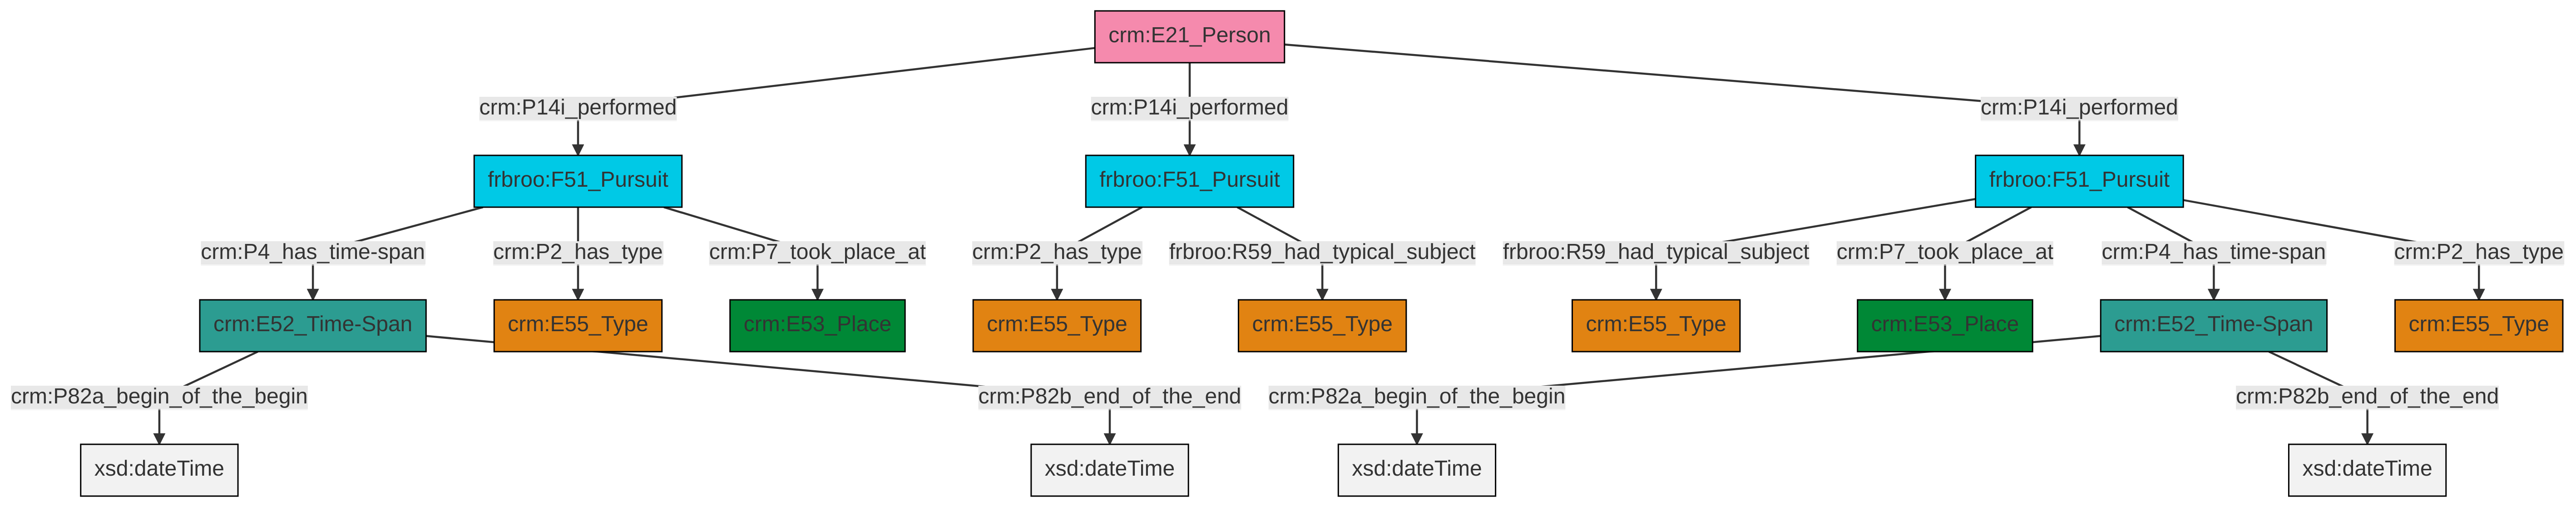 crm:E21_Person
crm:P14i_performed
crm:P14i_performed
crm:P14i_performed
frbroo:F51_Pursuit
frbroo:F51_Pursuit
frbroo:F51_Pursuit
crm:P4_has_time-span
crm:P2_has_type
crm:P7_took_place_at
crm:P2_has_type
frbroo:R59_had_typical_subject
frbroo:R59_had_typical_subject
crm:P7_took_place_at
crm:P4_has_time-span
crm:P2_has_type
crm:E52_Time-Span
crm:E55_Type
crm:E53_Place
crm:E55_Type
crm:E55_Type
crm:E55_Type
crm:E53_Place
crm:E52_Time-Span
crm:E55_Type
crm:P82a_begin_of_the_begin
crm:P82b_end_of_the_end
crm:P82a_begin_of_the_begin
crm:P82b_end_of_the_end
xsd:dateTime
xsd:dateTime
xsd:dateTime
xsd:dateTime